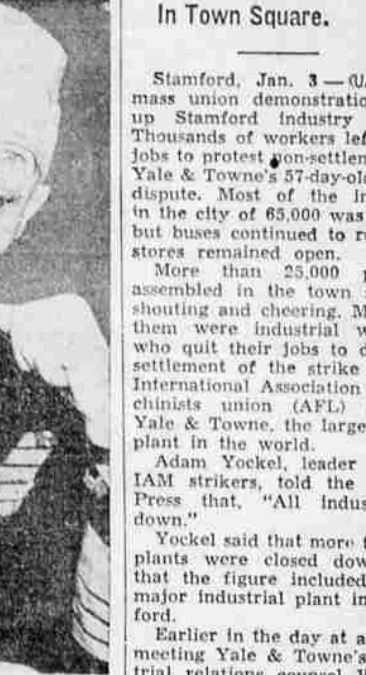 In Town Square.
Stamford, Jan. 3 — (U.
mass union demonstratio
up Stamford industry
Thousands of workers lef
jobs to protest non-settlem
Yale & Towne's 57-day-old
dispute. Most of the in
in the city of 65,000 was
but buses continued to r
stores remained open.
More than 25,000 p
assembled in the town
shouting and cheering. M
them were industrial w
who quit their jobs to d
settlement of the strike
International Association
chinists union (AFL)
Yale & Towne, the large
plant in the world.
Adam Yockel, leader
IAM strikers, told the
Press that, "All indus
down."
Yockel said that more t
plants were closed dow
that the figure included
major industrial plant in
ford.
Earlier in the day at a
meeting Yale & Towne's
trial relations counsel